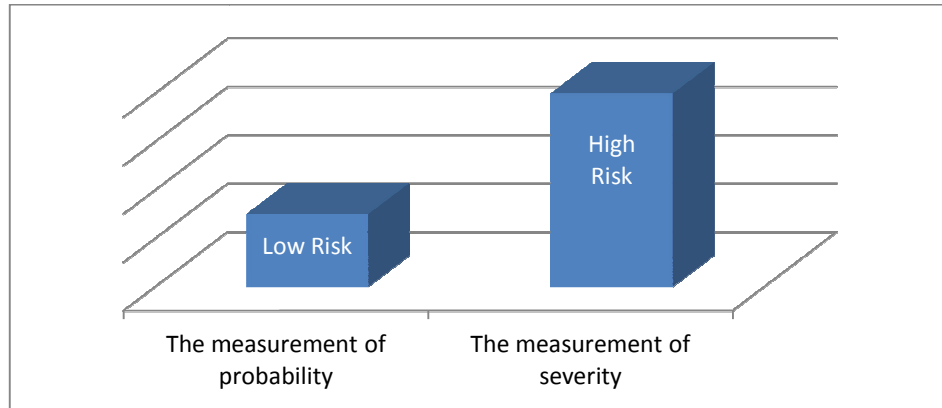 High
Risk
Low Risk
The measurement of
probability
The measurement of
severity